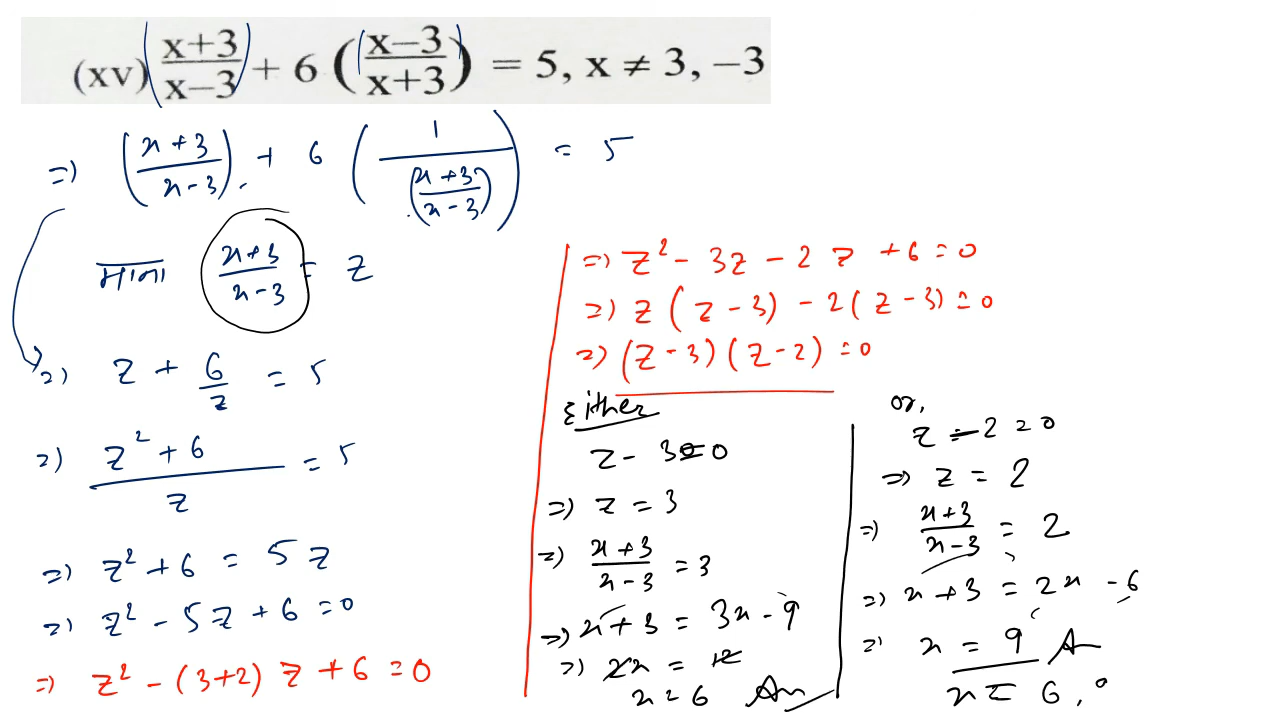 (xv) (x+3/x−3) + 6 (x−3/x+3) = 5, x ≠ 3, −3
=) (x+3/x-3) + 6 (1/(x+3/x-3)) = 5
माना x+3/x-3 = z
=) z + 6/z = 5
=) z² + 6/z = 5
=) z² + 6 = 5z
=) z² - 5z + 6 = 0
=) z² - (3+2) z + 6 = 0
=) z² - 3z - 2z + 6 = 0
=) z (z - 3) - 2 (z - 3) = 0
=) (z - 3) (z - 2) = 0
Either
z - 3 = 0
=) z = 3
=) x+3/x-3 = 3
=) x+3 = 3x - 9
=) 2x = 12
x = 6 An
or,
z - 2 = 0
=) z = 2
=) x+3/x-3 = 2
=) x+3 = 2x - 6
=) x = 9 A
x = 6,